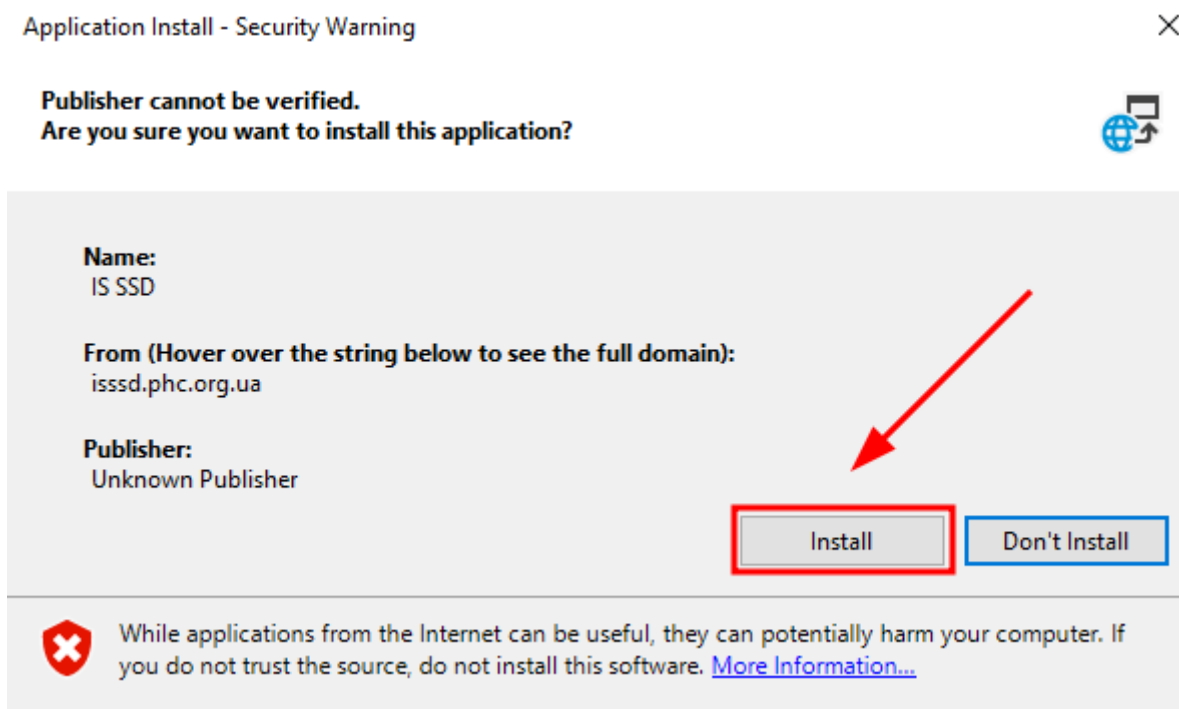 Application Install - Security Warning
Publisher cannot be verified.
Are you sure you want to install this application?
Name:
IS SSD
From (Hover over the string below to see the full domain):
isssd.phc.org.ua
Publisher:
Unknown Publisher
Install
Don't Install
While applications from the Internet can be useful, they can potentially harm your computer. If
you do not trust the source, do not install this software. More Information...